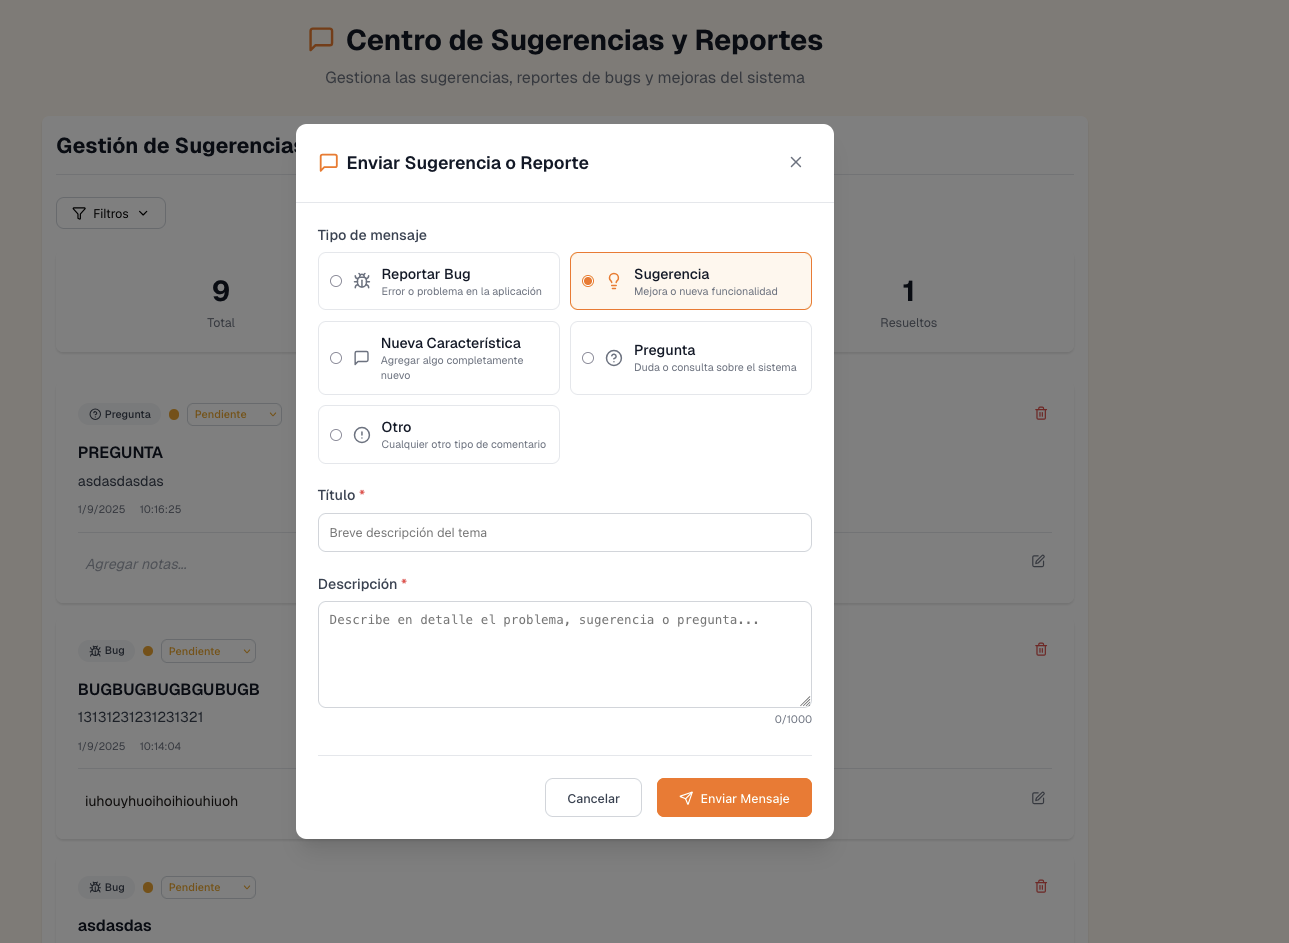 Centro de Sugerencias y Reportes
Gestiona las sugerencias, reportes de bugs y mejoras del sistema
Gestión de Sugerencias
Filtros
9
Total
1
Resueltos
Enviar Sugerencia o Reporte
Tipo de mensaje
Reportar Bug
Error o problema en la aplicación
Sugerencia
Mejora o nueva funcionalidad
Nueva Característica
Agregar algo completamente
nuevo
Pregunta
Duda o consulta sobre el sistema
Otro
Cualquier otro tipo de comentario
Título *
Breve descripción del tema
Descripción *
Describe en detalle el problema, sugerencia o pregunta...
0/1000
Cancelar
Enviar Mensaje
Pregunta
Pendiente
PREGUNTA
asdasdasdas
1/9/2025 10:16:25
Agregar notas...
Bug
Pendiente
BUGBUGBUGBGUBUGB
13131231231231321
1/9/2025 10:14:04
iuhouyhuoihoihiouhiuoh
Bug
Pendiente
asdasdas